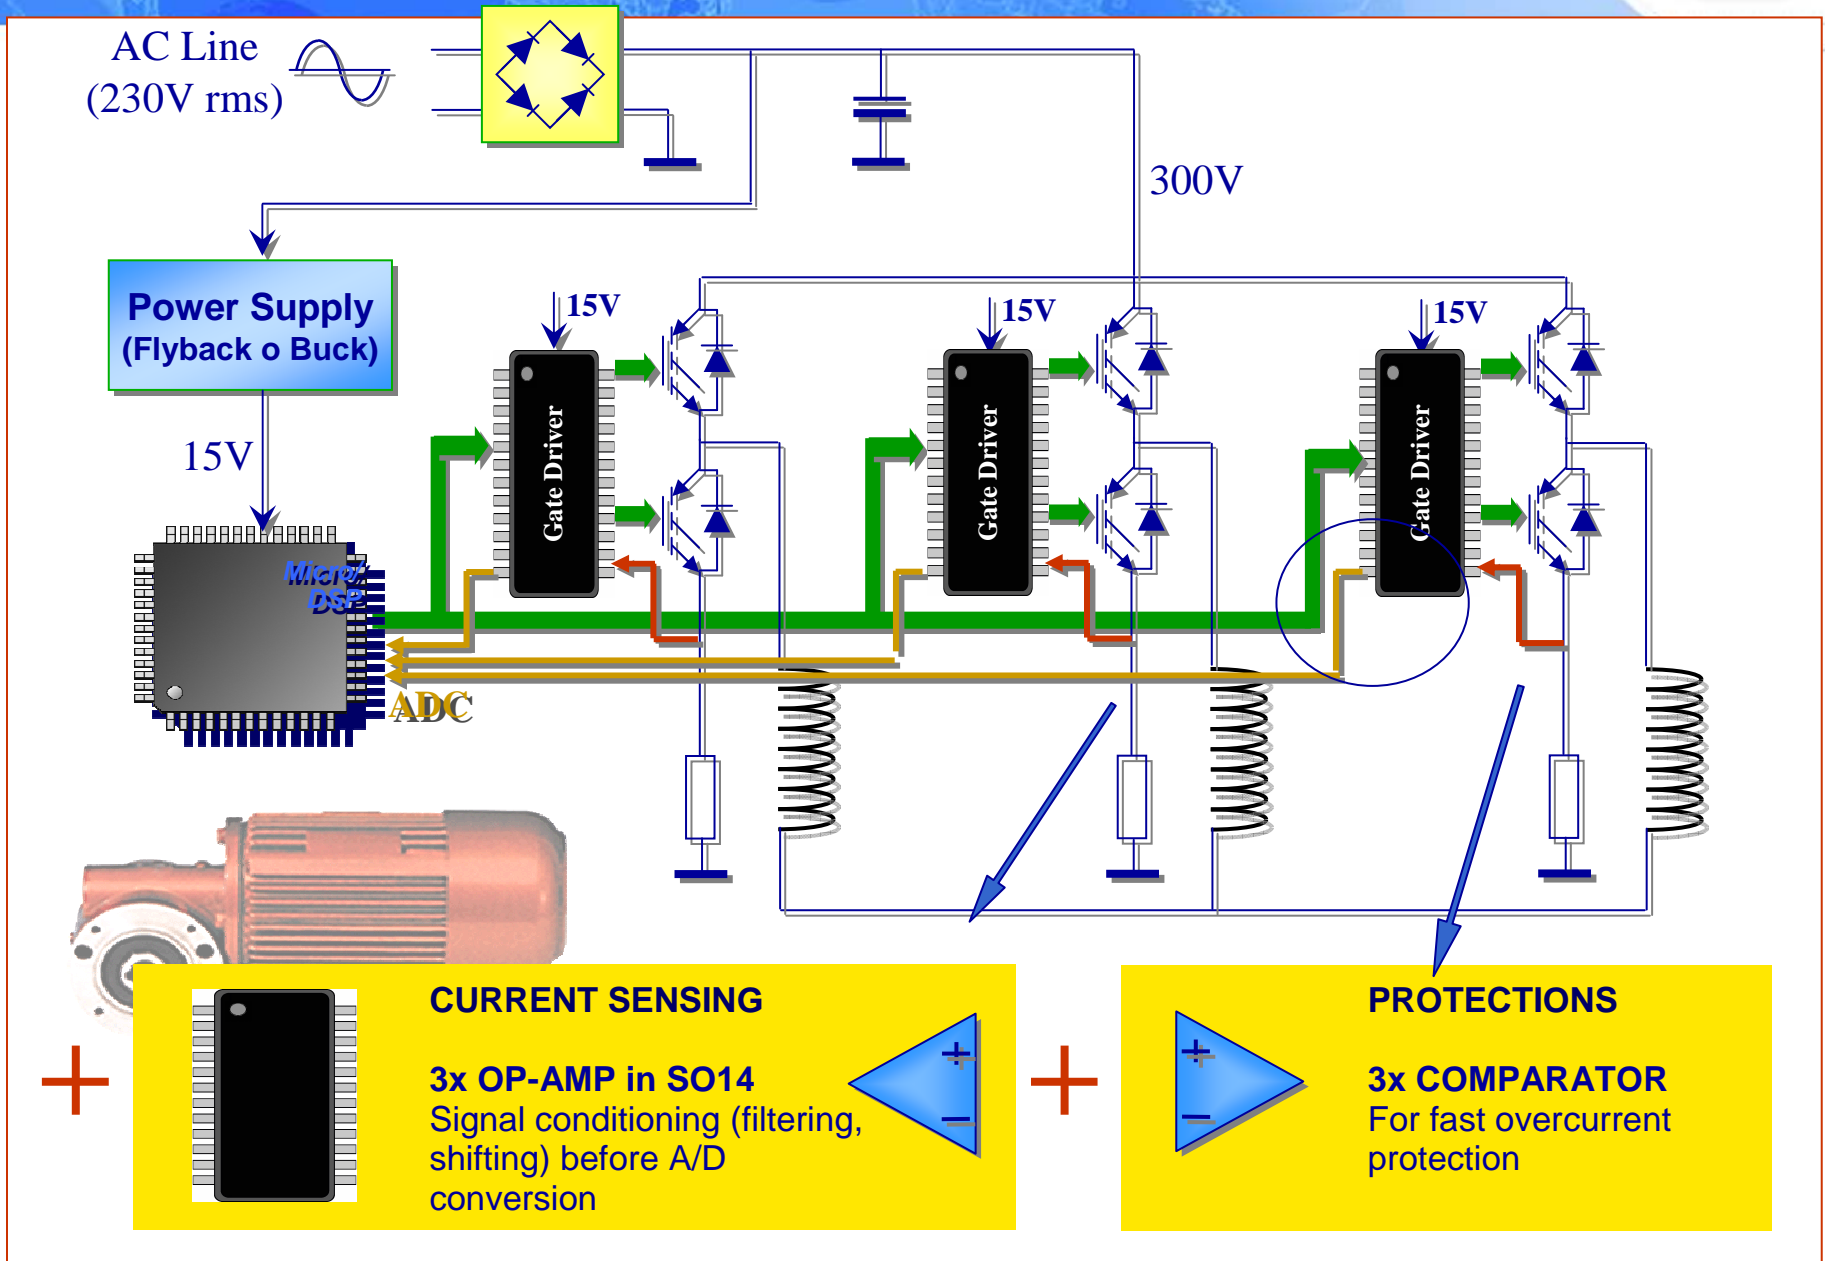 AC Line
(230V rms)
300V
Power Supply
(Flyback o Buck)
15V
15V
15V
15V
Gate Driver
Gate Driver
Gate Driver
Micro/
DSP
ADC
CURRENT SENSING
3x OP-AMP in SO14
Signal conditioning (filtering,
shifting) before A/D
conversion
PROTECTIONS
3x COMPARATOR
For fast overcurrent
protection